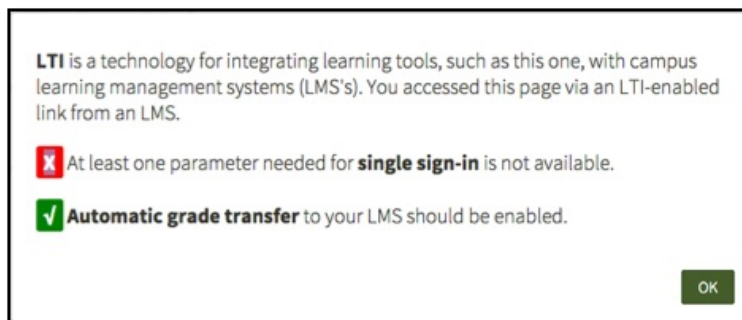 LTI is a technology for integrating learning tools, such as this one, with campus
learning management systems (LMS's). You accessed this page via an LTI-enabled
link from an LMS.
X At least one parameter needed for single sign-in is not available.
√ Automatic grade transfer to your LMS should be enabled.
OK